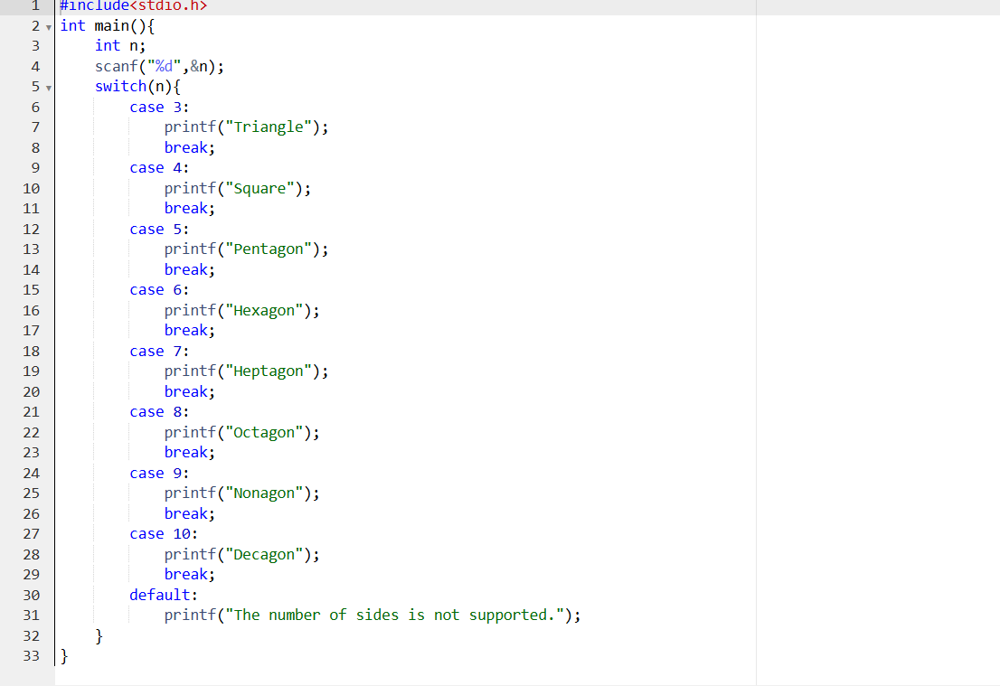 1 #include<stdio.h>
2 int main(){
3     int n;
4     scanf("%d",&n);
5     switch(n){
6         case 3:
7             printf("Triangle");
8             break;
9         case 4:
10             printf("Square");
11             break;
12         case 5:
13             printf("Pentagon");
14             break;
15         case 6:
16             printf("Hexagon");
17             break;
18         case 7:
19             printf("Heptagon");
20             break;
21         case 8:
22             printf("Octagon");
23             break;
24         case 9:
25             printf("Nonagon");
26             break;
27         case 10:
28             printf("Decagon");
29             break;
30         default:
31             printf("The number of sides is not supported.");
32     }
33 }